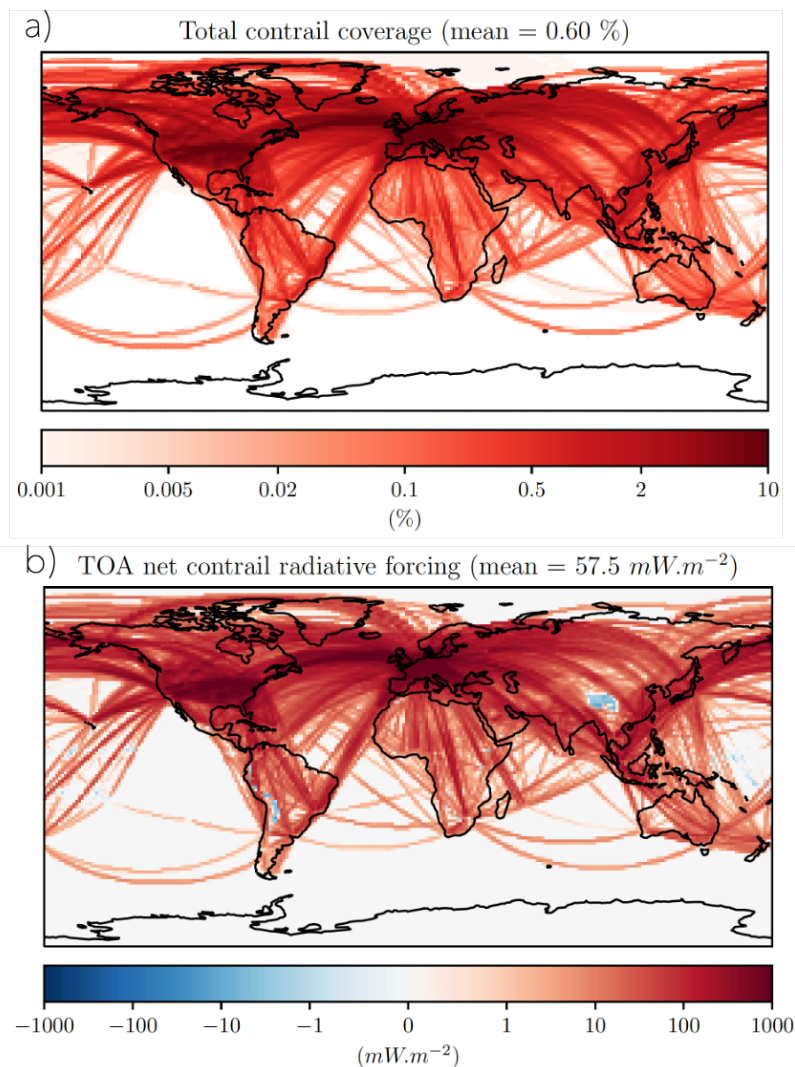 a)
Total contrail coverage (mean = 0.60 %)
0.001 0.005 0.02 0.1 0.5 2 10
(%)
b)
TOA net contrail radiative forcing (mean = 57.5 mW.m⁻²)
−1000 −100 −10 −1 0 1 10 100 1000
(mW.m⁻²)